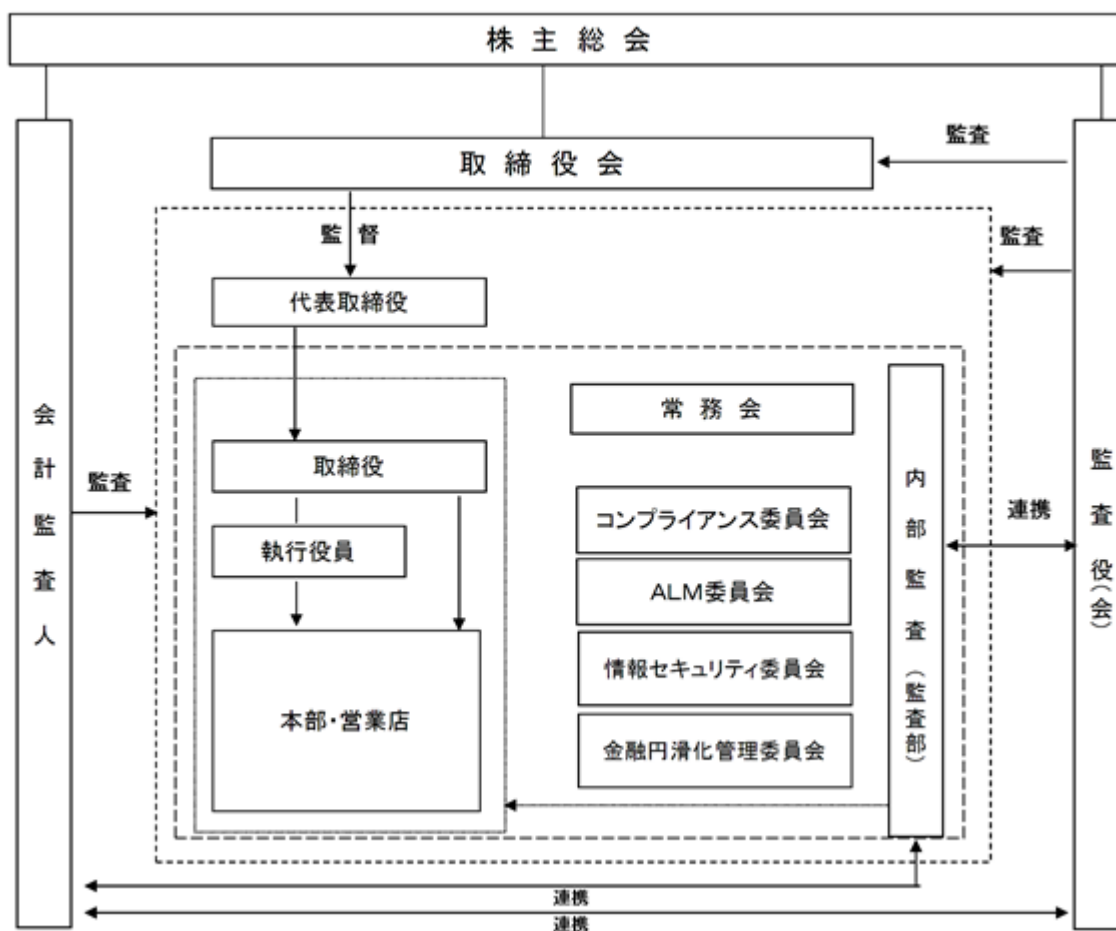 株主総会
監査
取締役会
監査
監督
代表取締役
常務会
取締役
会計監査人
監査
内部監査(監査部)
連携
監査役(会)
コンプライアンス委員会
執行役員
ALM委員会
情報セキュリティ委員会
本部・営業店
金融円滑化管理委員会
連携
連携